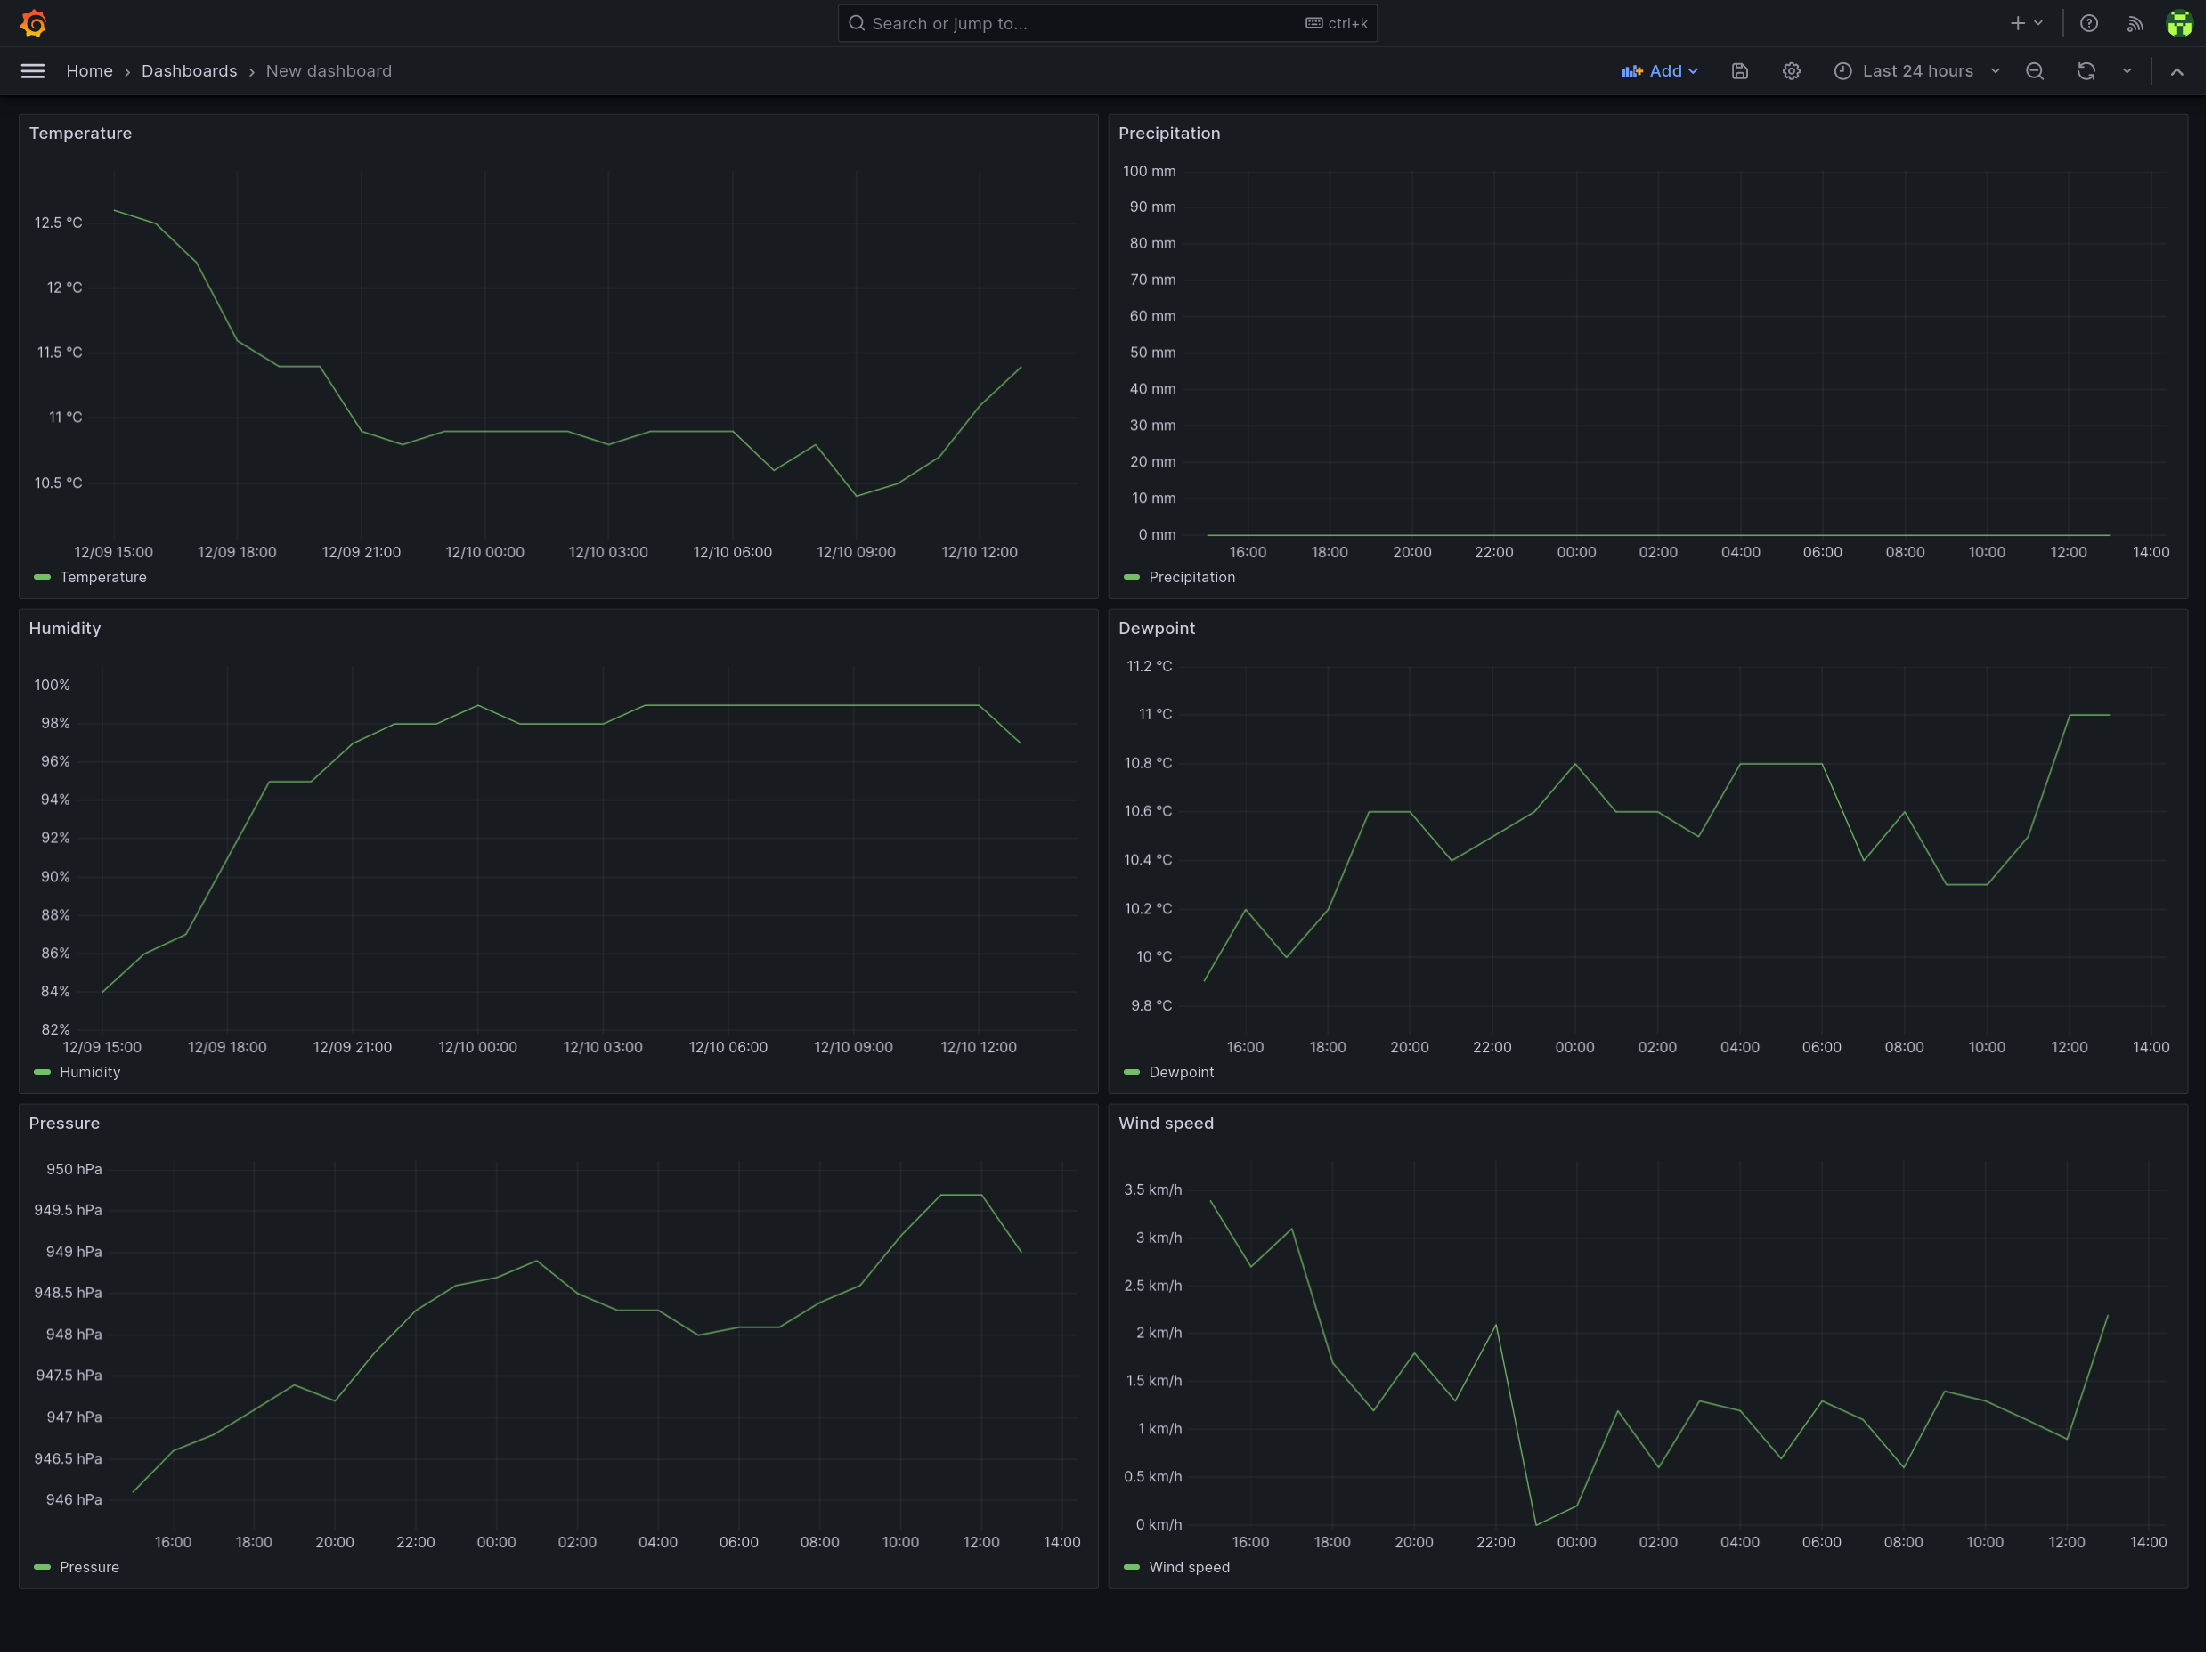 Search or jump to... ctrl+k
Home › Dashboards › New dashboard Add Last 24 hours
Temperature
12.5 °C
12 °C
11.5 °C
11 °C
10.5 °C
12/09 15:00 12/09 18:00 12/09 21:00 12/10 00:00 12/10 03:00 12/10 06:00 12/10 09:00 12/10 12:00
Temperature
Precipitation
100 mm
90 mm
80 mm
70 mm
60 mm
50 mm
40 mm
30 mm
20 mm
10 mm
0 mm
16:00 18:00 20:00 22:00 00:00 02:00 04:00 06:00 08:00 10:00 12:00 14:00
Precipitation
Humidity
100%
98%
96%
94%
92%
90%
88%
86%
84%
82%
12/09 15:00 12/09 18:00 12/09 21:00 12/10 00:00 12/10 03:00 12/10 06:00 12/10 09:00 12/10 12:00
Humidity
Dewpoint
11.2 °C
11 °C
10.8 °C
10.6 °C
10.4 °C
10.2 °C
10 °C
9.8 °C
16:00 18:00 20:00 22:00 00:00 02:00 04:00 06:00 08:00 10:00 12:00 14:00
Dewpoint
Pressure
950 hPa
949.5 hPa
949 hPa
948.5 hPa
948 hPa
947.5 hPa
947 hPa
946.5 hPa
946 hPa
16:00 18:00 20:00 22:00 00:00 02:00 04:00 06:00 08:00 10:00 12:00 14:00
Pressure
Wind speed
3.5 km/h
3 km/h
2.5 km/h
2 km/h
1.5 km/h
1 km/h
0.5 km/h
0 km/h
16:00 18:00 20:00 22:00 00:00 02:00 04:00 06:00 08:00 10:00 12:00 14:00
Wind speed